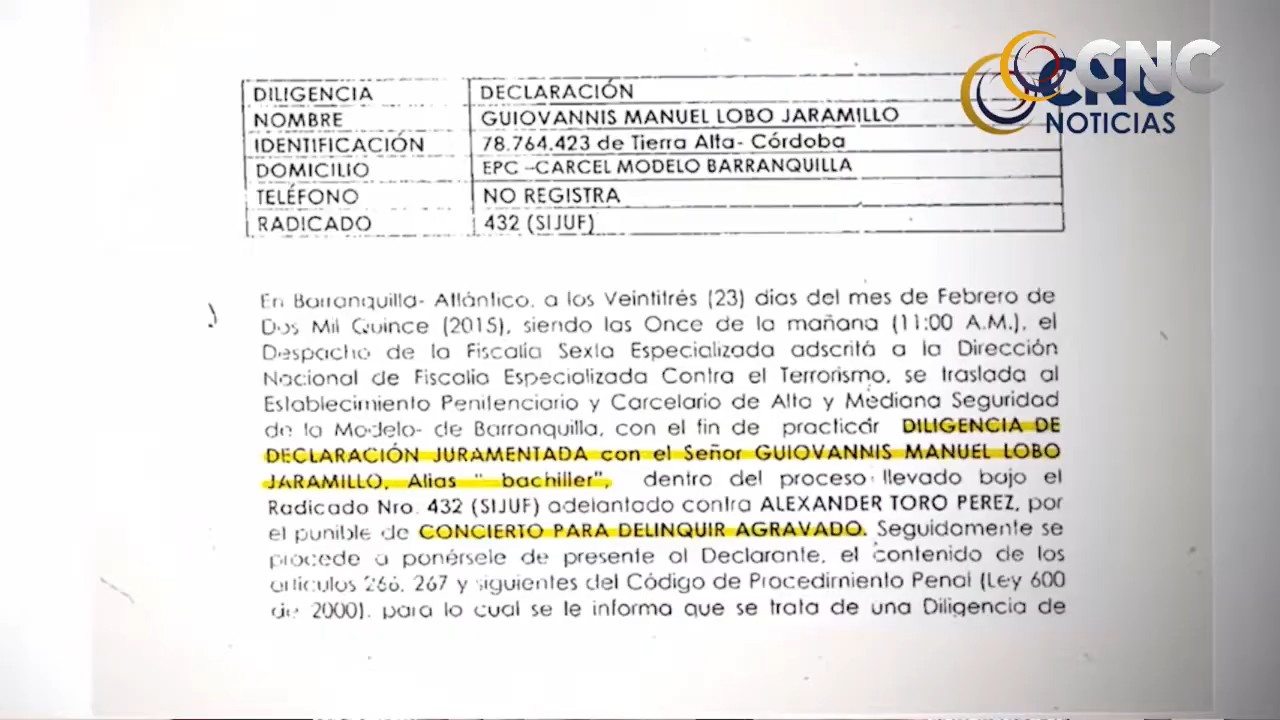 CNC
CNC
NOTICIAS
DILIGENCIA DECLARACIÓN
NOMBRE GUIOVANNIS MANUEL LOBO JARAMILLO
IDENTIFICACIÓN 78.764.423 de Tierra Alta- Córdoba
DOMICILIO EPC –CARCEL MODELO BARRANQUILLA
TELÉFONO NO REGISTRA
RADICADO 432 (SIJUF)
En Barranquilla- Atlántico, a los Veintitrés (23) días del mes de Febrero de
Dos Mil Quince (2015), siendo las Once de la mañana (11:00 A.M.), el
Despacho de la Fiscalía Sexta Especializada adscrita a la Dirección
Nacional de Fiscalia Especializada Contra el Terrorismo, se traslada al
Establecimiento Penitenciario y Carcelario de Alta y Mediana Seguridad
de la Modelo- de Barranquilla, con el fin de practicar DILIGENCIA DE
DECLARACIÓN JURAMENTADA con el Señor GUIOVANNIS MANUEL LOBO
JARAMILLO, Alias " bachiller", dentro del proceso llevado bajo el
Radicado Nro. 432 (SIJUF) adelantado contra ALEXANDER TORO PEREZ, por
el punible de CONCIERTO PARA DELINQUIR AGRAVADO. Seguidamente se
procede a ponérsele de presente al Declarante, el contenido de los
artículos 266, 267 y siguientes del Código de Procedimiento Penal (Ley 600
de 2000), para lo cual se le informa que se trata de una Diligencia de